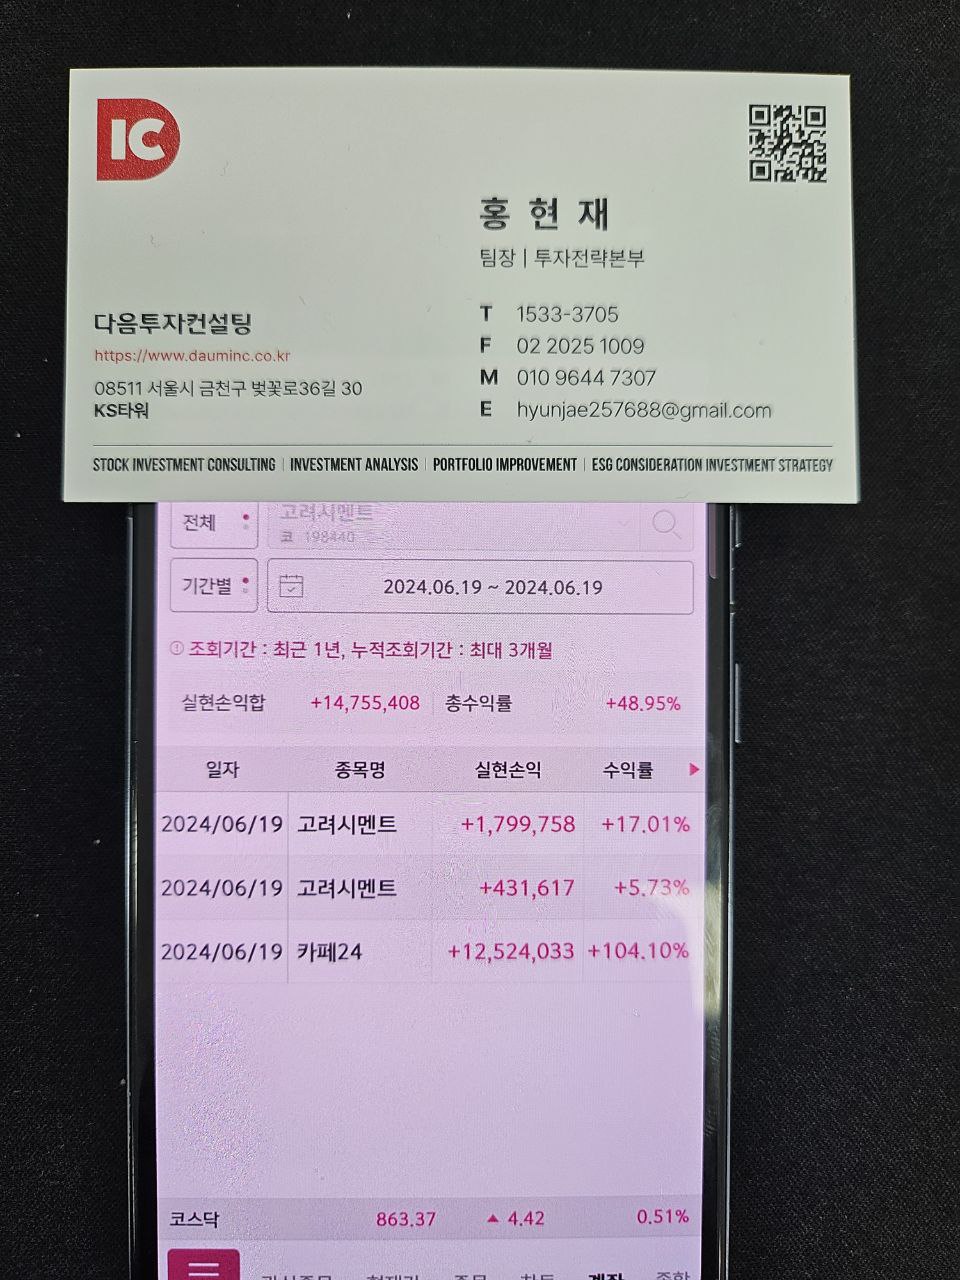 IC
홍현재
팀장 | 투자전략본부
다음투자컨설팅
https://www.dauminc.co.kr
08511 서울시 금천구 벚꽃로36길 30
KS타워
T 1533-3705
F 02 2025 1009
M 010 9644 7307
E hyunjae257688@gmail.com
STOCK INVESTMENT CONSULTING | INVESTMENT ANALYSIS | PORTFOLIO IMPROVEMENT | ESG CONSIDERATION INVESTMENT STRATEGY
전체 고려시멘트
코 198440
기간별 2024.06.19 ~ 2024.06.19
조회기간 : 최근 1년, 누적조회기간 : 최대 3개월
실현손익합 +14,755,408 총수익률 +48.95%
일자 종목명 실현손익 수익률
2024/06/19 고려시멘트 +1,799,758 +17.01%
2024/06/19 고려시멘트 +431,617 +5.73%
2024/06/19 카페24 +12,524,033 +104.10%
코스닥 863.37 ▲ 4.42 0.51%